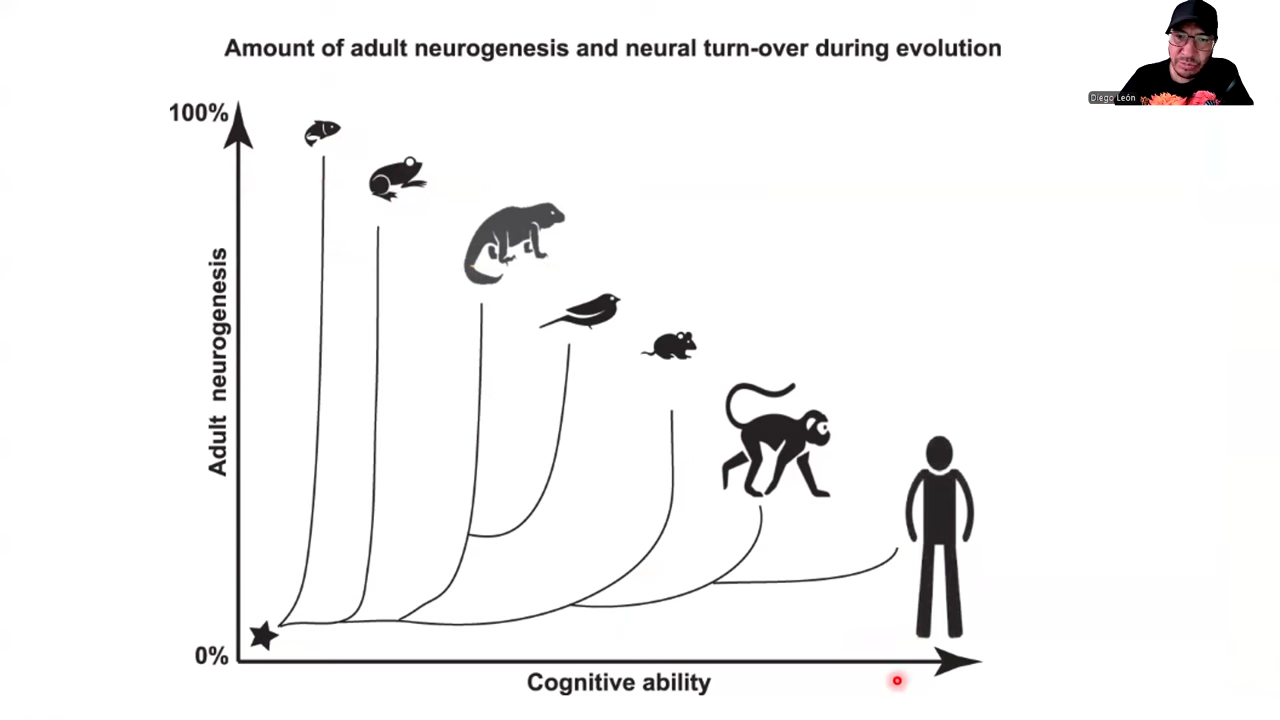 Amount of adult neurogenesis and neural turn-over during evolution
Diego León
100%
Adult neurogenesis
0%
Cognitive ability